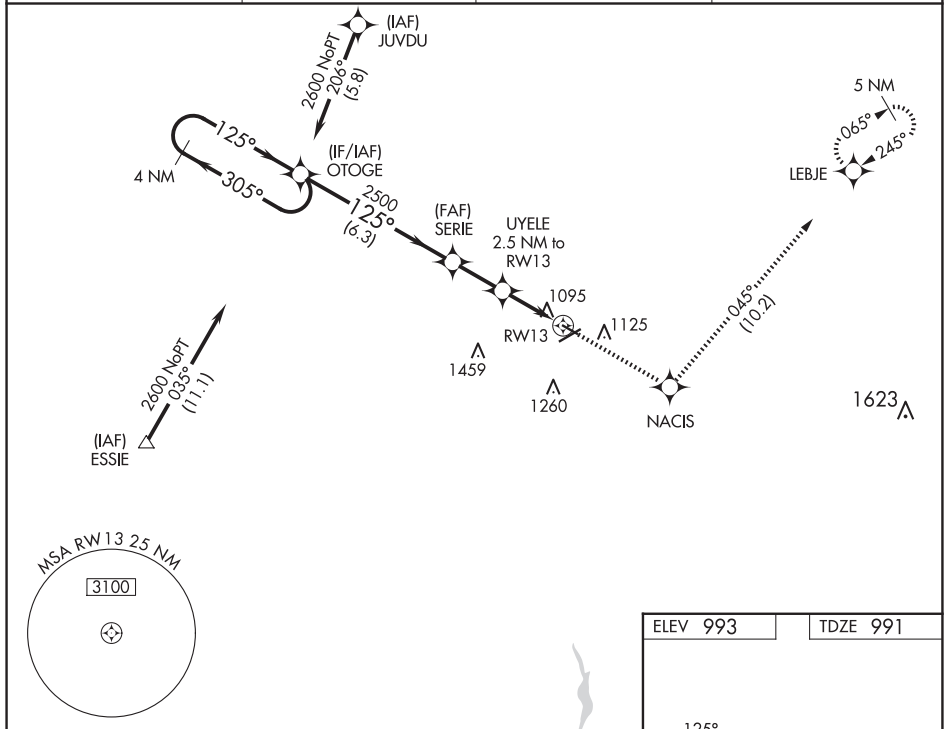 (IAF)
JUVDU
2600 NoPT
206°
(5.8)
5 NM
065°
245°
LEBJE
125°
4 NM
305°
(IF/IAF)
OTOGE
2500
125°
(6.3)
(FAF)
SERIE
UYELE
2.5 NM to
RW13
1095
RW13
1125
1459
1260
045°
(10.2)
NACIS
1623
2600 NoPT
035°
(11.1)
(IAF)
ESSIE
MSA RW13 25 NM
3100
ELEV 993
TDZE 991
125°